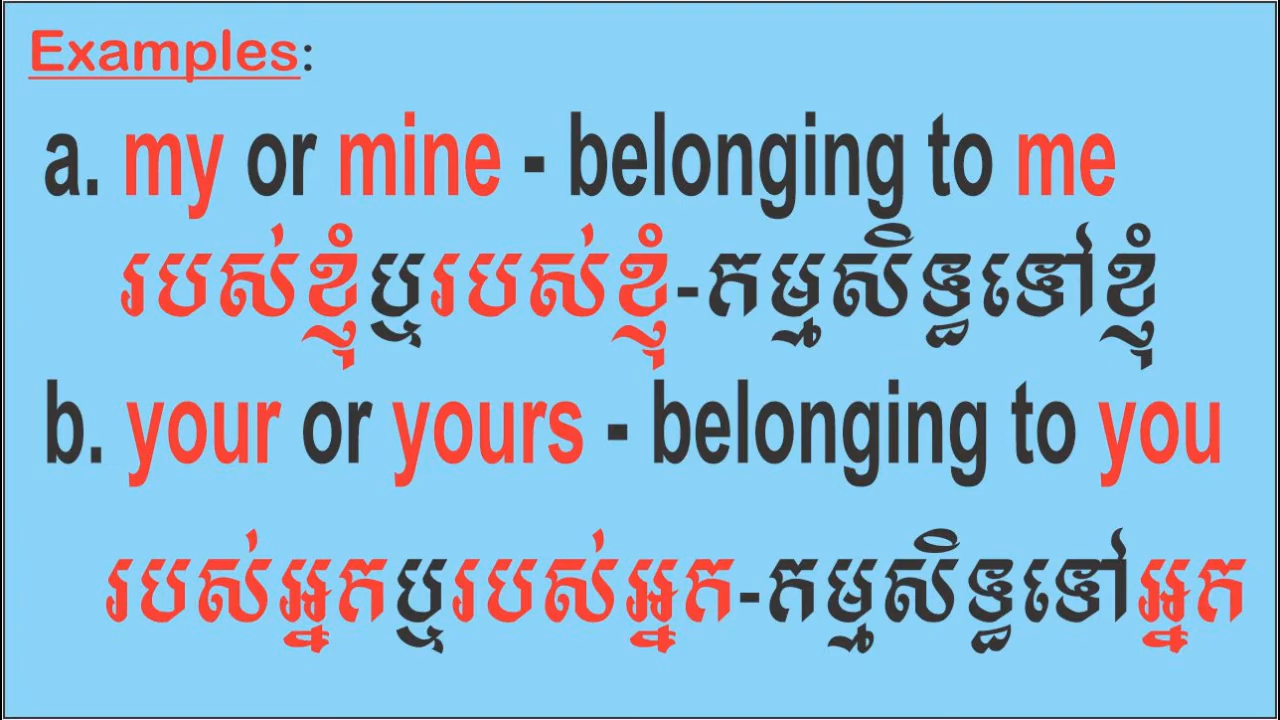 Examples:
a. my or mine - belonging to me
របស់ខ្ញុំឬរបស់ខ្ញុំ-កម្មសិទ្ធទៅខ្ញុំ
b. your or yours - belonging to you
របស់អ្នកឬរបស់អ្នក-កម្មសិទ្ធទៅអ្នក